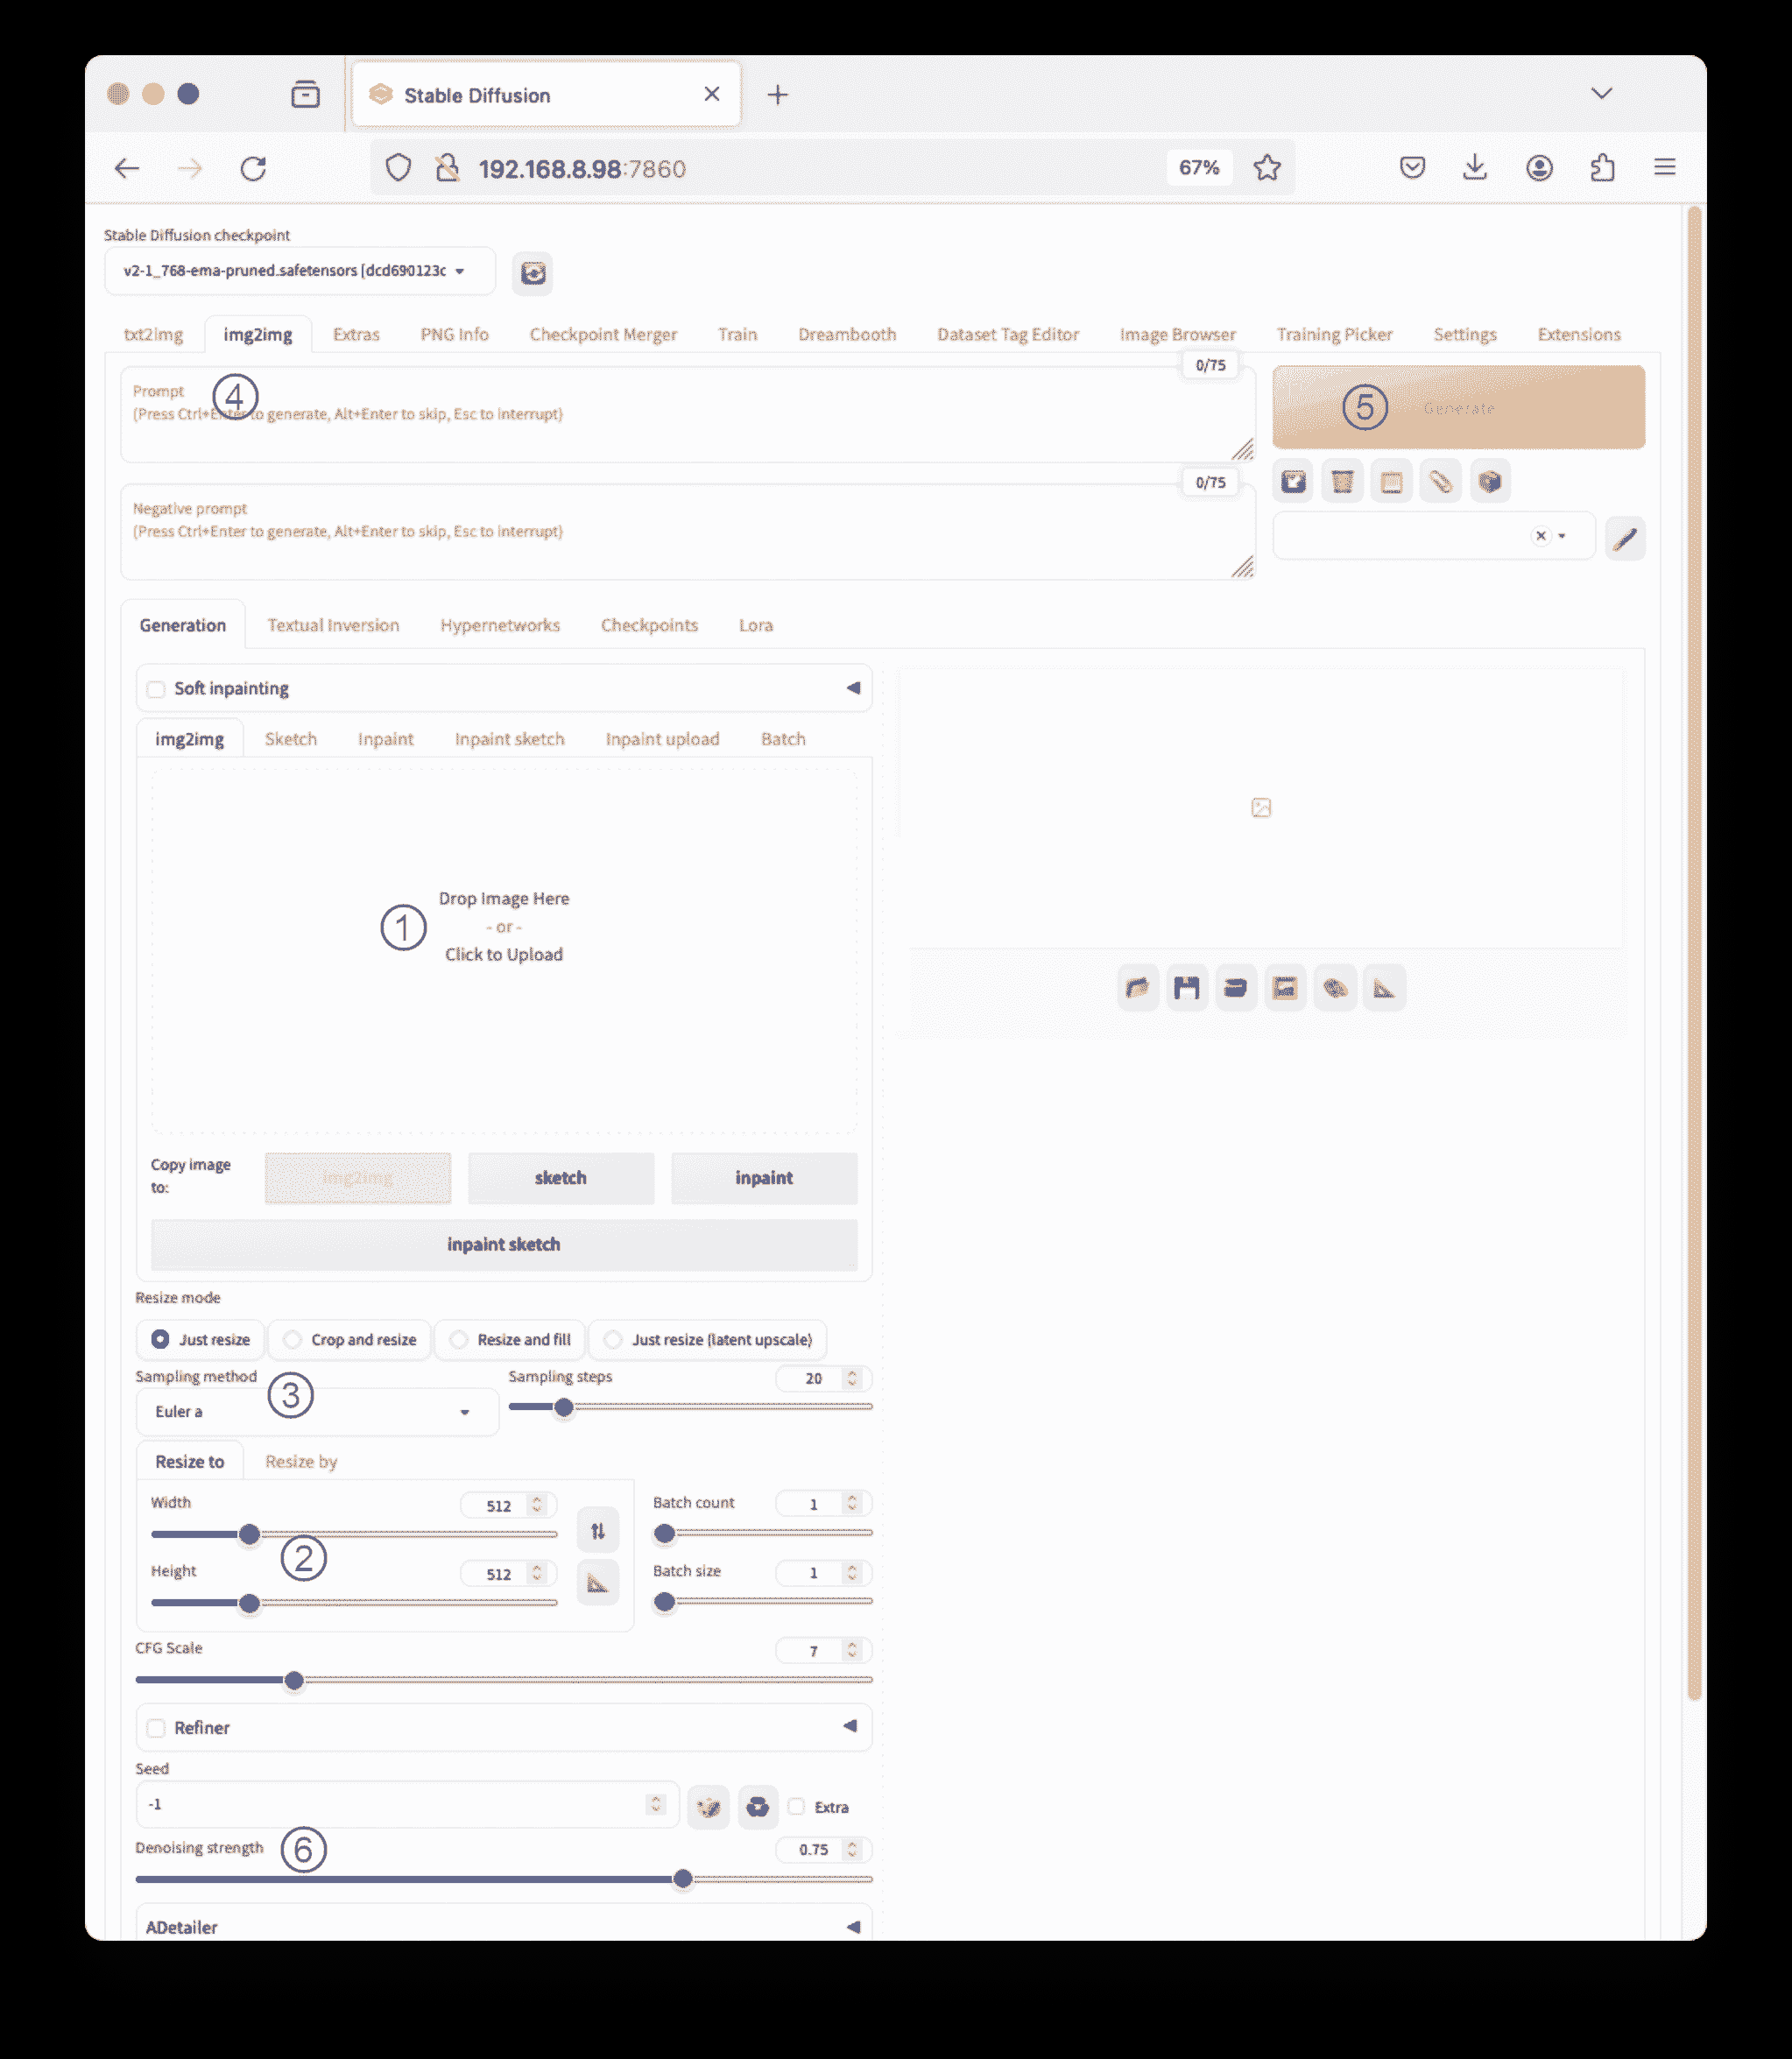 Stable Diffusion
192.168.8.98:7860
67%
Stable Diffusion checkpoint
v2-1_768-ema-pruned.safetensors [dcd690123c
txt2img img2img Extras PNG Info Checkpoint Merger Train Dreambooth Dataset Tag Editor Image Browser Training Picker Settings Extensions
0/75
Prompt
④
(Press Ctrl+Enter to generate, Alt+Enter to skip, Esc to interrupt)
⑤ Generate
0/75
Negative prompt
(Press Ctrl+Enter to generate, Alt+Enter to skip, Esc to interrupt)
Generation Textual Inversion Hypernetworks Checkpoints Lora
Soft inpainting
img2img Sketch Inpaint Inpaint sketch Inpaint upload Batch
Drop Image Here
① - or -
Click to Upload
Copy image
to:
img2img sketch inpaint
inpaint sketch
Resize mode
Just resize Crop and resize Resize and fill Just resize (latent upscale)
Sampling method ③ Sampling steps 20
Euler a
Resize to Resize by
Width 512 Batch count 1
②
Height 512 Batch size 1
CFG Scale 7
Refiner
Seed
-1 Extra
Denoising strength ⑥ 0.75
ADetailer